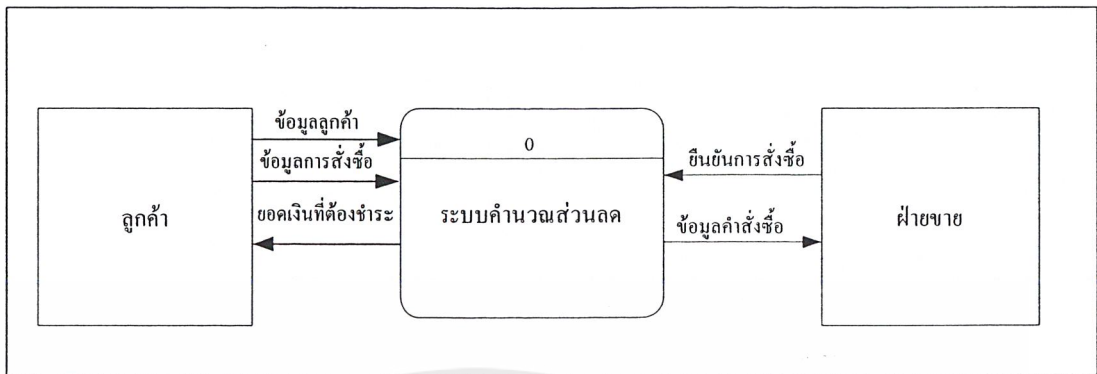 ลูกค้า
ข้อมูลลูกค้า
ข้อมูลการสั่งซื้อ
ยอดเงินที่ต้องชำระ
0
ระบบคำนวณส่วนลด
ยืนยันการสั่งซื้อ
ข้อมูลคำสั่งซื้อ
ฝ่ายขาย